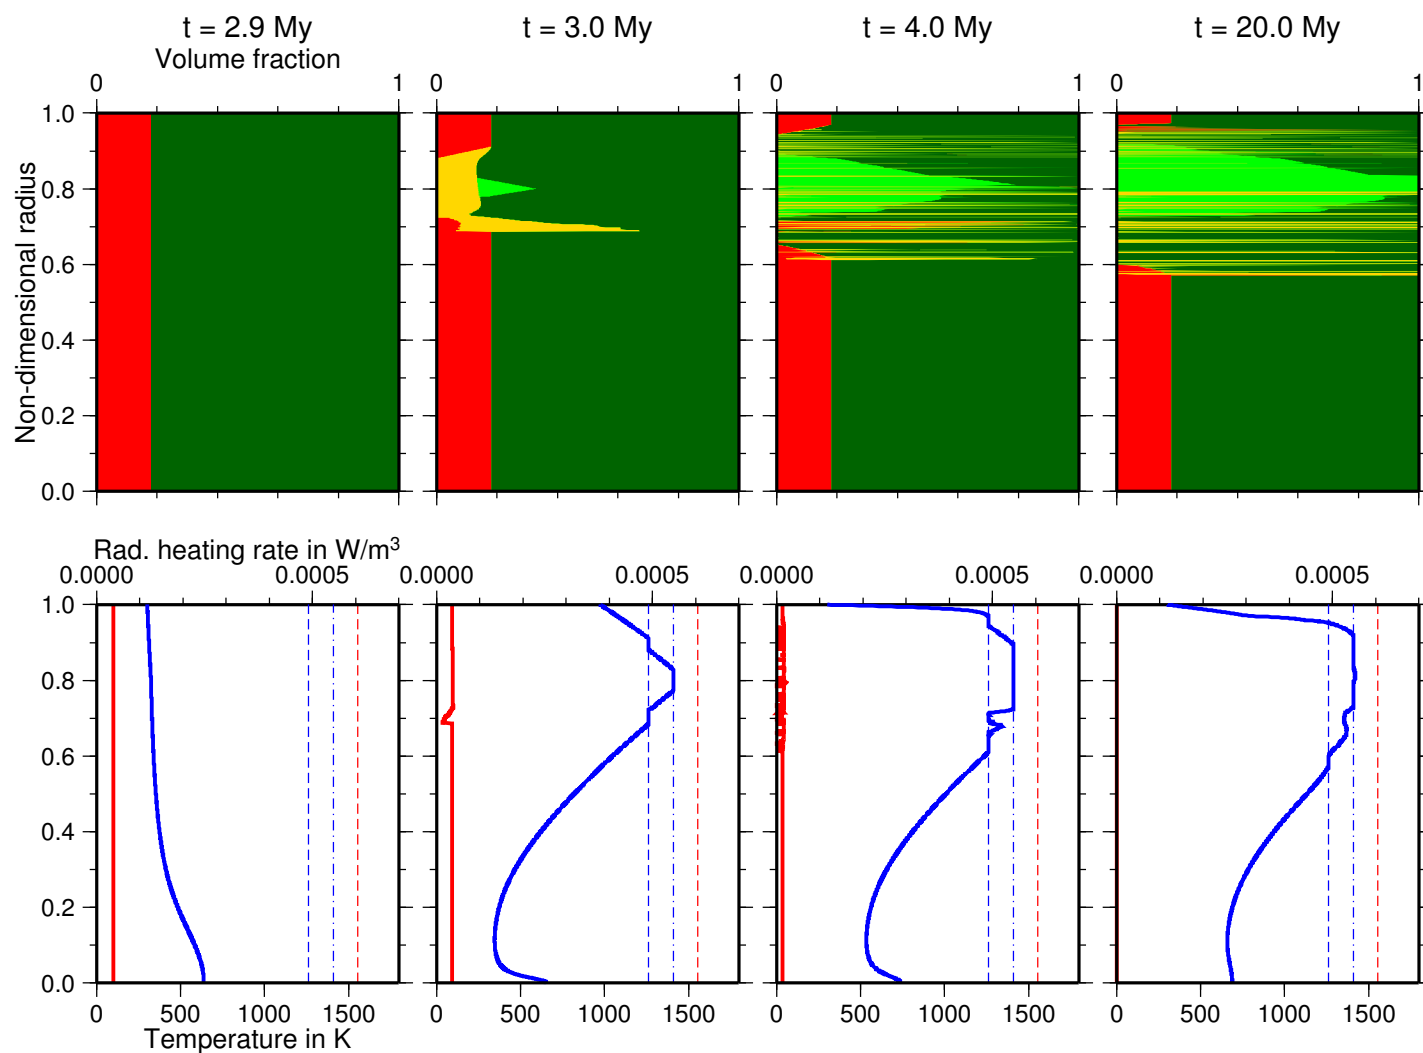 t = 2.9 My
t = 3.0 My
t = 4.0 My
t = 20.0 My
Volume fraction
0 1 0 1 0 1 0 1
Non-dimensional radius
1.0
0.8
0.6
0.4
0.2
0.0
Rad. heating rate in W/m³
0.0000 0.0005 0.0000 0.0005 0.0000 0.0005 0.0000 0.0005
1.0
0.8
0.6
0.4
0.2
0.0
0 500 1000 1500 0 500 1000 1500 0 500 1000 1500 0 500 1000 1500
Temperature in K